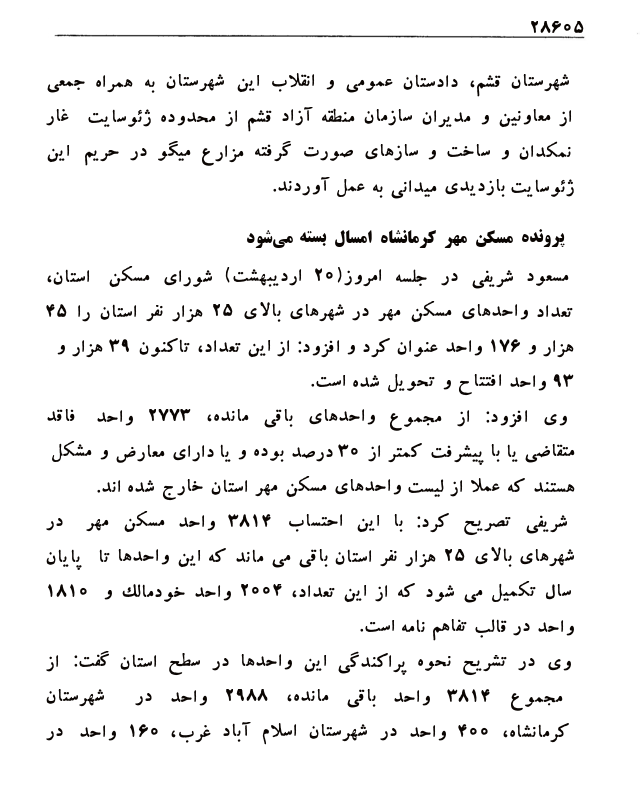 ۲۸۶۰۵
شهرستان قشم، دادستان عمومی و انقلاب این شهرستان به همراه جمعی
از معاونین و مدیران سازمان منطقه آزاد قشم از محدوده ژئوسایت غار
نمکدان و ساخت و سازهای صورت گرفته مزارع میگو در حریم این
ژئوسایت بازدیدی میدانی به عمل آوردند.
پرونده مسکن مهر کرمانشاه امسال بسته می‌شود
مسعود شریفی در جلسه امروز(۲۰ اردیبهشت) شورای مسکن استان،
تعداد واحدهای مسکن مهر در شهرهای بالای ۲۵ هزار نفر استان را ۴۵
هزار و ۱۷۶ واحد عنوان کرد و افزود: از این تعداد، تاکنون ۳۹ هزار و
۹۳ واحد افتتاح و تحویل شده است.
وی افزود: از مجموع واحدهای باقی مانده، ۲۷۷۳ واحد فاقد
متقاضی یا با پیشرفت کمتر از ۳۰ درصد بوده و یا دارای معارض و مشکل
هستند که عملا از لیست واحدهای مسکن مهر استان خارج شده اند.
شریفی تصریح کرد: با این احتساب ۳۸۱۴ واحد مسکن مهر در
شهرهای بالای ۲۵ هزار نفر استان باقی می ماند که این واحدها تا پایان
سال تکمیل می شود که از این تعداد، ۲۰۰۴ واحد خودمالك و ۱۸۱۰
واحد در قالب تفاهم نامه است.
وی در تشریح نحوه پراکندگی این واحدها در سطح استان گفت: از
مجموع ۳۸۱۴ واحد باقی مانده، ۲۹۸۸ واحد در شهرستان
کرمانشاه، ۴۰۰ واحد در شهرستان اسلام آباد غرب، ۱۶۰ واحد در